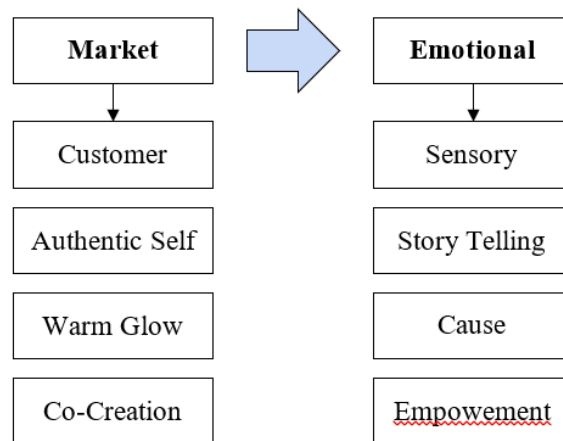 Market
Emotional
Customer
Sensory
Authentic Self
Story Telling
Warm Glow
Cause
Co-Creation
Empowement